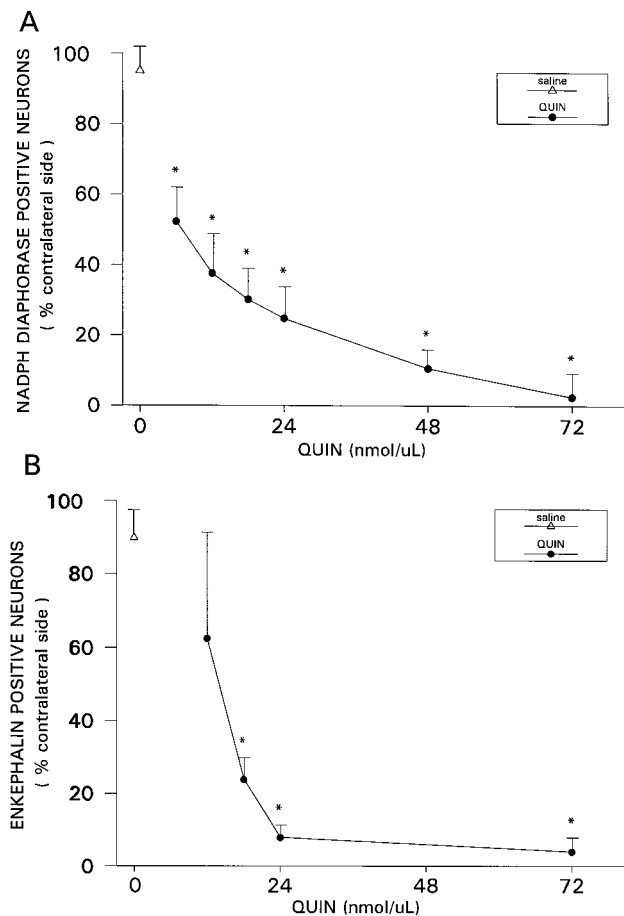 A
NADPH DIAPHORASE POSITIVE NEURONS
( % contralateral side )
100
80
60
40
20
0
saline
QUIN
*
*
*
*
*
*
0
24
48
72
QUIN (nmol/uL)
B
ENKEPHALIN POSITIVE NEURONS
( % contralateral side )
100
80
60
40
20
0
saline
QUIN
*
*
*
0
24
48
72
QUIN (nmol/uL)